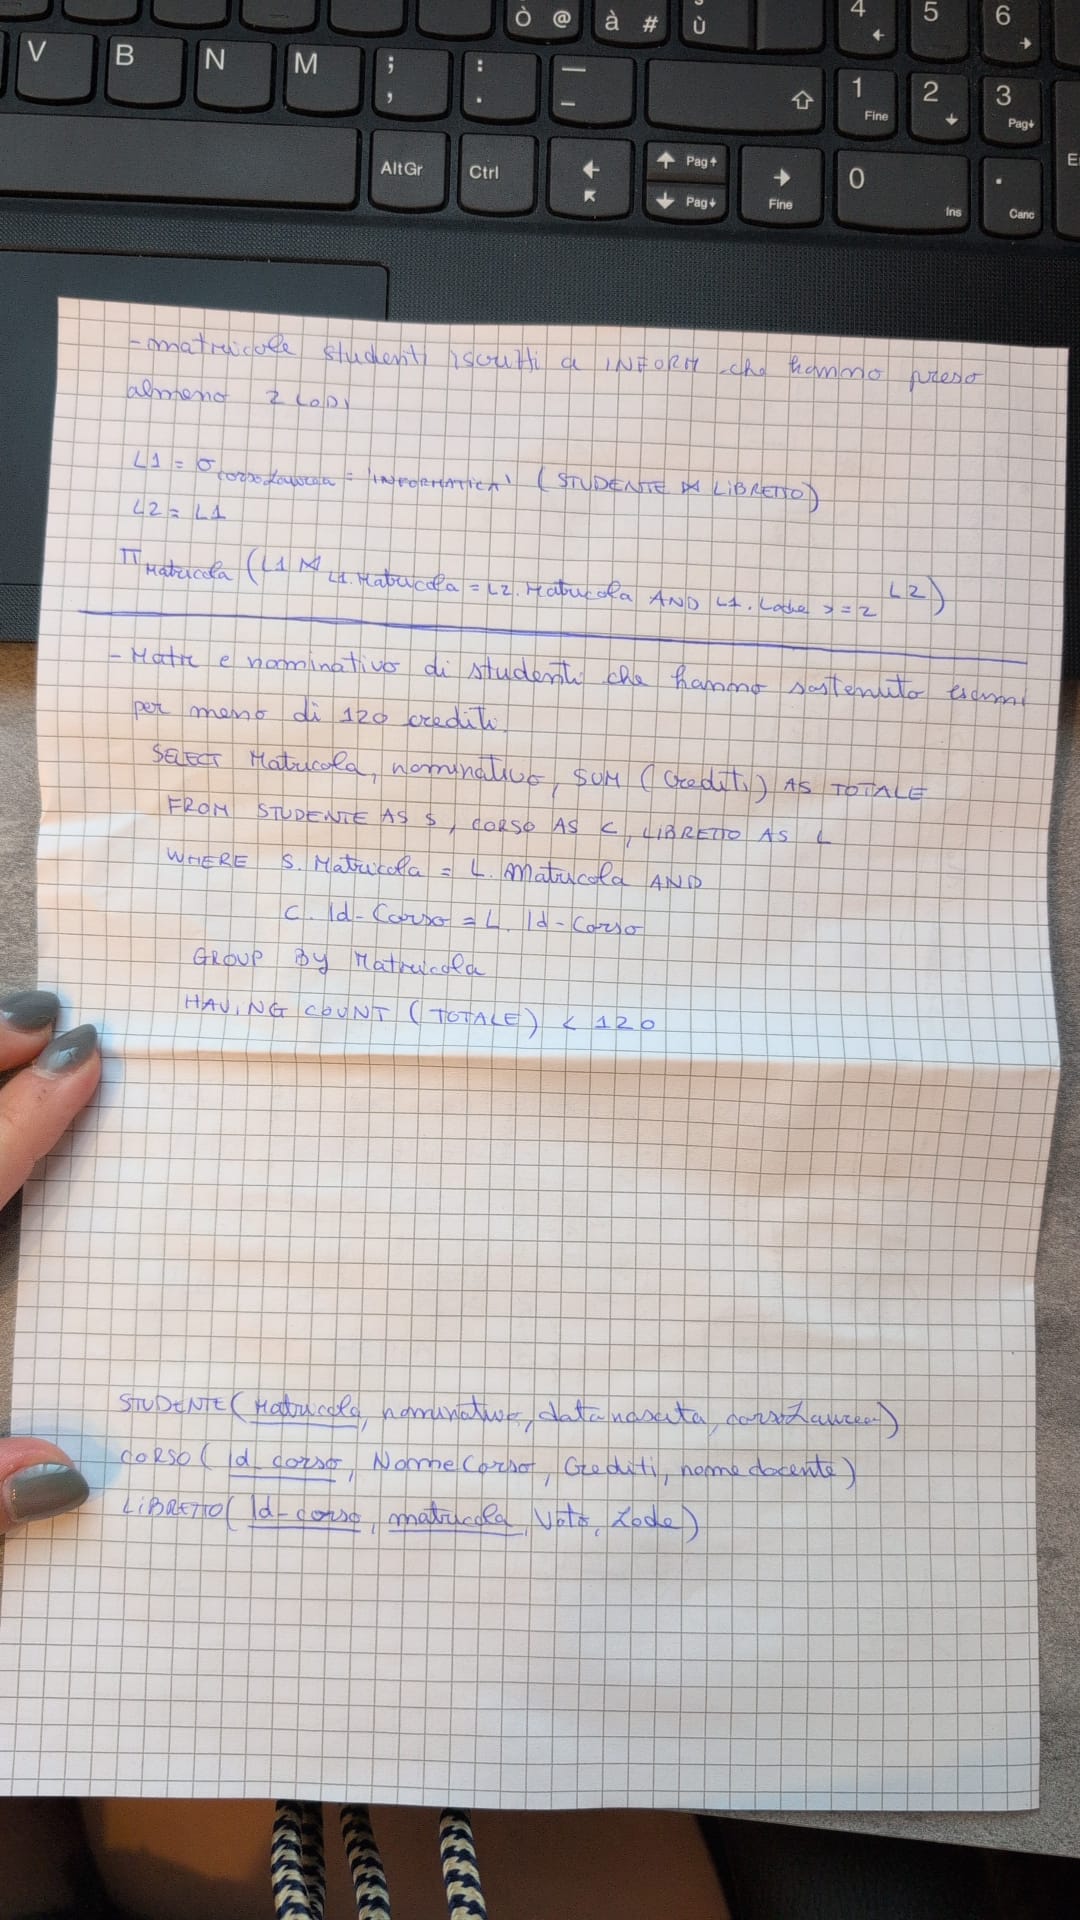 ò @ à # ù 4 5 6
V B N M ; , : . _ - 1 Fine 2 3 Pag
Alt Gr Ctrl Pag Pag Fine 0 Ins . Canc
- matricole studenti iscritti a INFORM che hanno preso
almeno 2 LODI
L1 = σ corsoLaurea = 'INFORMATICA' (STUDENTE ⋈ LIBRETTO)
L2 = L1
π Matricola (L1 ⋈ L1.Matricola = L2.Matricola AND L1.Lode >= 2 L2)
- Matr e nominativo di studenti che hanno sostenuto esami
per meno di 120 crediti.
SELECT Matricola, nominativo, SUM (Crediti) AS TOTALE
FROM STUDENTE AS S, CORSO AS C, LIBRETTO AS L
WHERE S.Matricola = L.Matricola AND
C.Id-Corso = L.Id-Corso
GROUP By Matricola
HAVING COUNT (TOTALE) < 120
STUDENTE (Matricola, nominativo, data nascita, corsoLaurea)
CORSO (Id_corso, NomeCorso, Crediti, nome docente)
LIBRETTO (Id-corso, matricola, Voto, Lode)